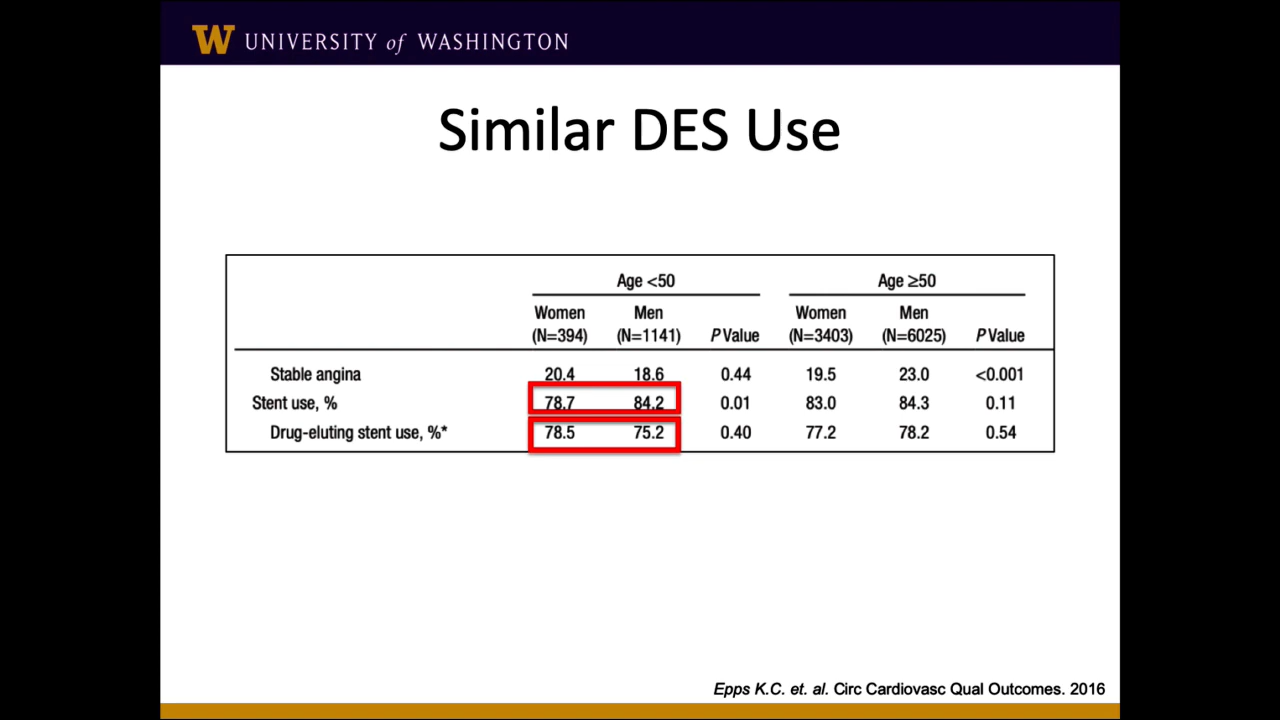 W UNIVERSITY of WASHINGTON
Similar DES Use
Age <50 Age ≥50
Women Men Women Men
(N=394) (N=1141) P Value (N=3403) (N=6025) P Value
Stable angina 20.4 18.6 0.44 19.5 23.0 <0.001
Stent use, % 78.7 84.2 0.01 83.0 84.3 0.11
Drug-eluting stent use, %* 78.5 75.2 0.40 77.2 78.2 0.54
Epps K.C. et. al. Circ Cardiovasc Qual Outcomes. 2016